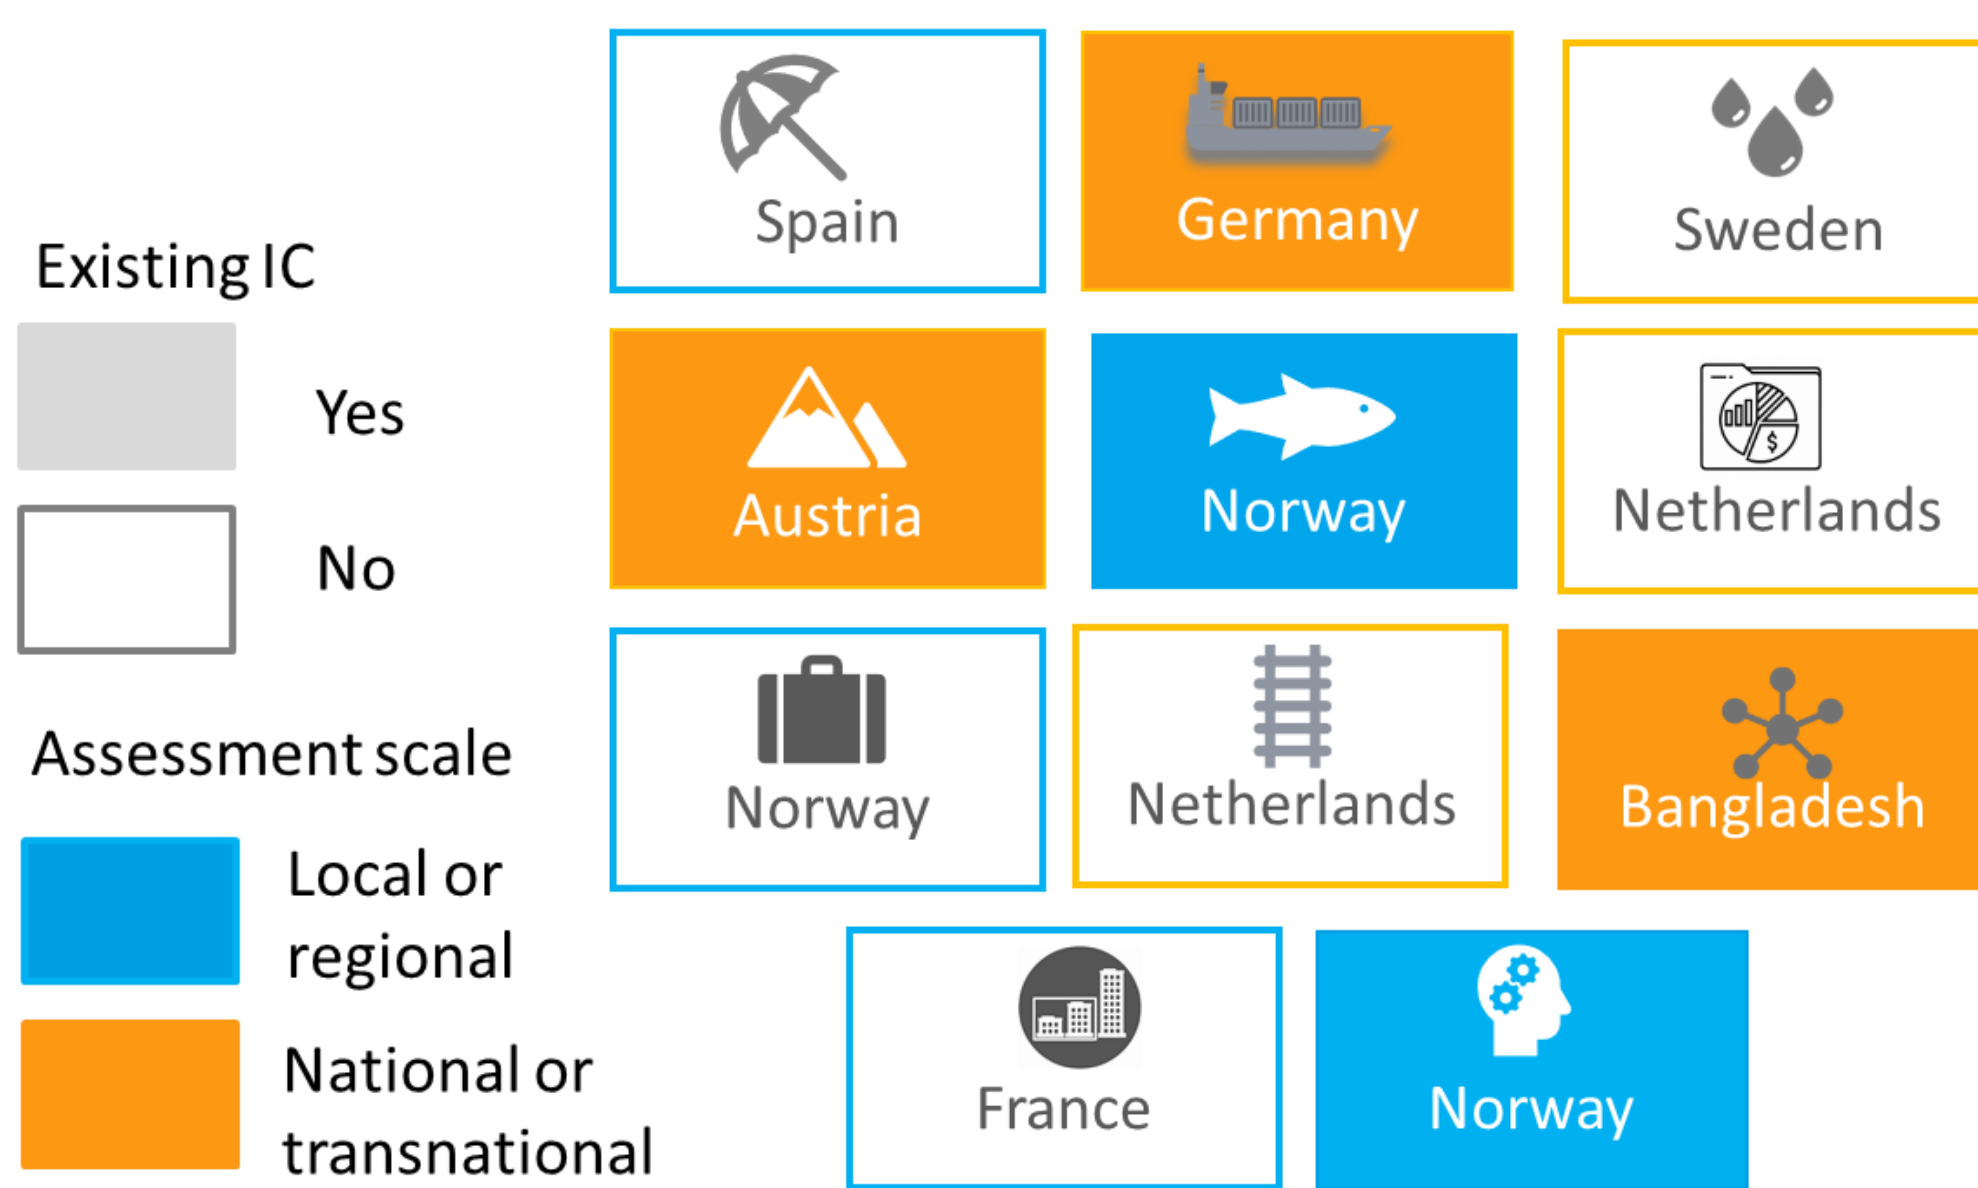 Existing IC
Yes
No
Assessment scale
Local or
regional
National or
transnational
Spain
Germany
Sweden
Austria
Norway
$
Netherlands
Norway
Netherlands
Bangladesh
France
Norway